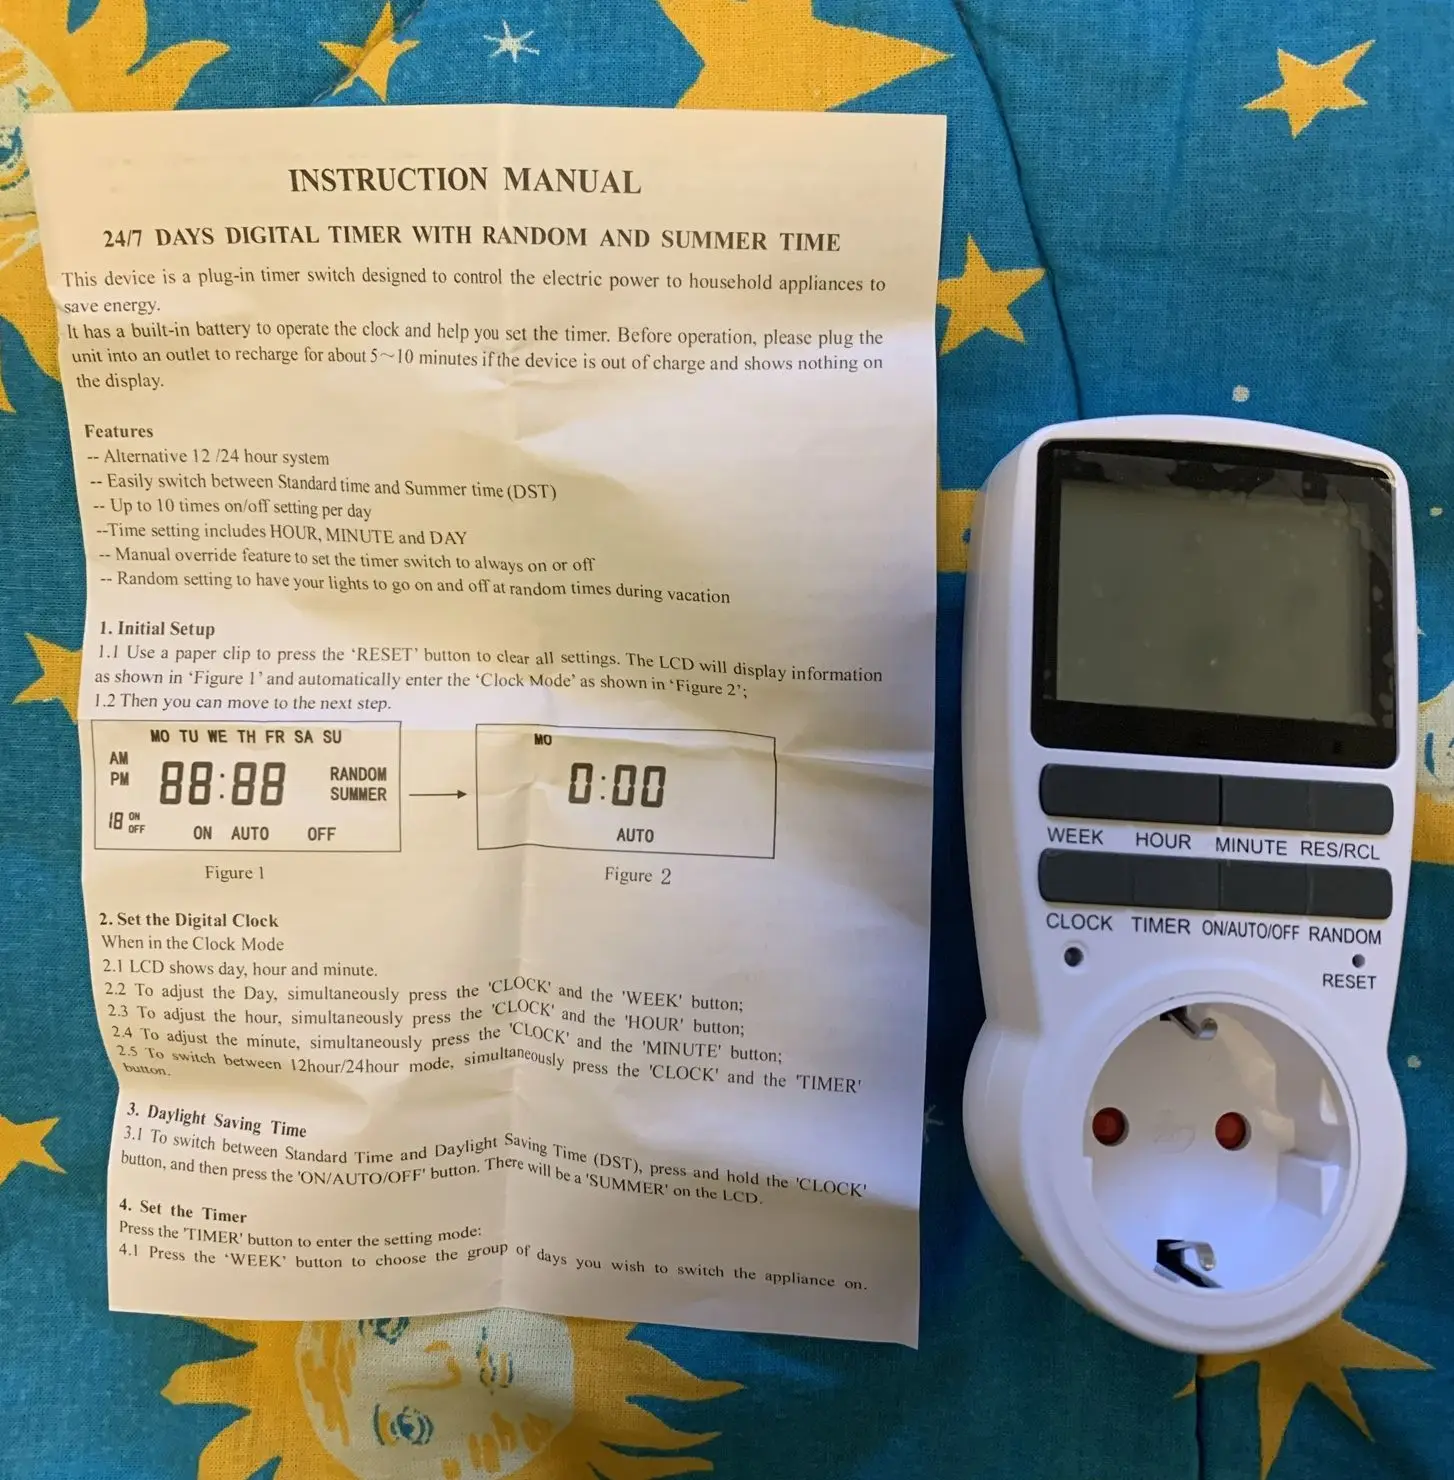 INSTRUCTION MANUAL
24/7 DAYS DIGITAL TIMER WITH RANDOM AND SUMMER TIME
This device is a plug-in timer switch designed to control the electric power to household appliances to
save energy.
It has a built-in battery to operate the clock and help you set the timer. Before operation, please plug the
unit into an outlet to recharge for about 5~10 minutes if the device is out of charge and shows nothing on
the display.
Features
-- Alternative 12 /24 hour system
-- Easily switch between Standard time and Summer time (DST)
-- Up to 10 times on/off setting per day
--Time setting includes HOUR, MINUTE and DAY
-- Manual override feature to set the timer switch to always on or off
-- Random setting to have your lights to go on and off at random times during vacation
1. Initial Setup
1.1 Use a paper clip to press the ‘RESET’ button to clear all settings. The LCD will display information
as shown in ‘Figure 1’ and automatically enter the ‘Clock Mode’ as shown in ‘Figure 2’;
1.2 Then you can move to the next step.
MO TU WE TH FR SA SU
AM
PM
88:88
RANDOM
SUMMER
18 ON
OFF
ON AUTO OFF
Figure 1
MO
0:00
AUTO
Figure 2
2. Set the Digital Clock
When in the Clock Mode
2.1 LCD shows day, hour and minute.
2.2 To adjust the Day, simultaneously press the 'CLOCK' and the 'WEEK' button;
2.3 To adjust the hour, simultaneously press the 'CLOCK' and the 'HOUR' button;
2.4 To adjust the minute, simultaneously press the 'CLOCK' and the 'MINUTE' button;
2.5 To switch between 12hour/24hour mode, simultaneously press the 'CLOCK' and the 'TIMER'
button.
3. Daylight Saving Time
3.1 To switch between Standard Time and Daylight Saving Time (DST), press and hold the 'CLOCK'
button, and then press the 'ON/AUTO/OFF' button. There will be a 'SUMMER' on the LCD.
4. Set the Timer
Press the 'TIMER' button to enter the setting mode:
4.1 Press the ‘WEEK’ button to choose the group of days you wish to switch the appliance on.
WEEK HOUR MINUTE RES/RCL
CLOCK TIMER ON/AUTO/OFF RANDOM
RESET